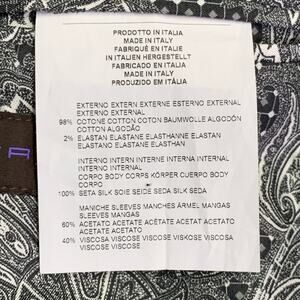 PRODOTTO IN ITALIA
MADE IN ITALY
FABRIQUÉ EN ITALIE
IN ITALIEN HERGESTELLT
FABRICADO EN ITALIA
MADE IN ITALY
PRODUZIDO EM ITÁLIA
EXTERNO EXTERN EXTERNE ESTERNO EXTERNAL
EXTERNO EXTERNAL
98% COTONE COTTON COTON BAUMWOLLE ALGODÓN
COTTON ALGODÃO
2% ELASTAN ELASTANE ELASTHANNE ELASTAN
ELASTANO ELASTANE ELASTHAN
INTERNO INTERN INTERNE INTERNA INTERNAL
INTERNO INTERNAL
CORPO BODY CORPS KÖRPER CUERPO BODY
CORPO
100% SETA SILK SOIE SEIDE SEDA SILK SEDA
MANICHE SLEEVES MANCHES ÄRMEL MANGAS
SLEEVES MANGAS
60% ACETATO ACETATE ACÉTATE ACETAT ACETATO
ACETATE ACETATO
40% VISCOSA VISCOSE VISCOSE VISKOSE VISCOSA
VISCOSE VISCOSE
R A